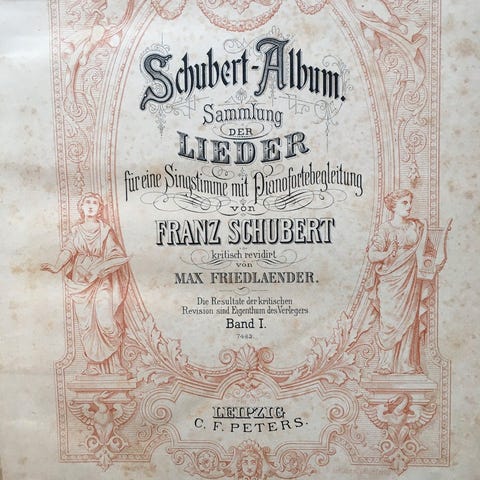 Schubert-Album.
Sammlung
DER
LIEDER
für eine Singstimme mit Pianofortebegleitung
von
FRANZ SCHUBERT
kritisch revidirt
von
MAX FRIEDLAENDER.
Die Resultate der kritischen
Revision sind Eigenthum des Verlegers
Band I.
7463.
LEIPZIG
C. F. PETERS.